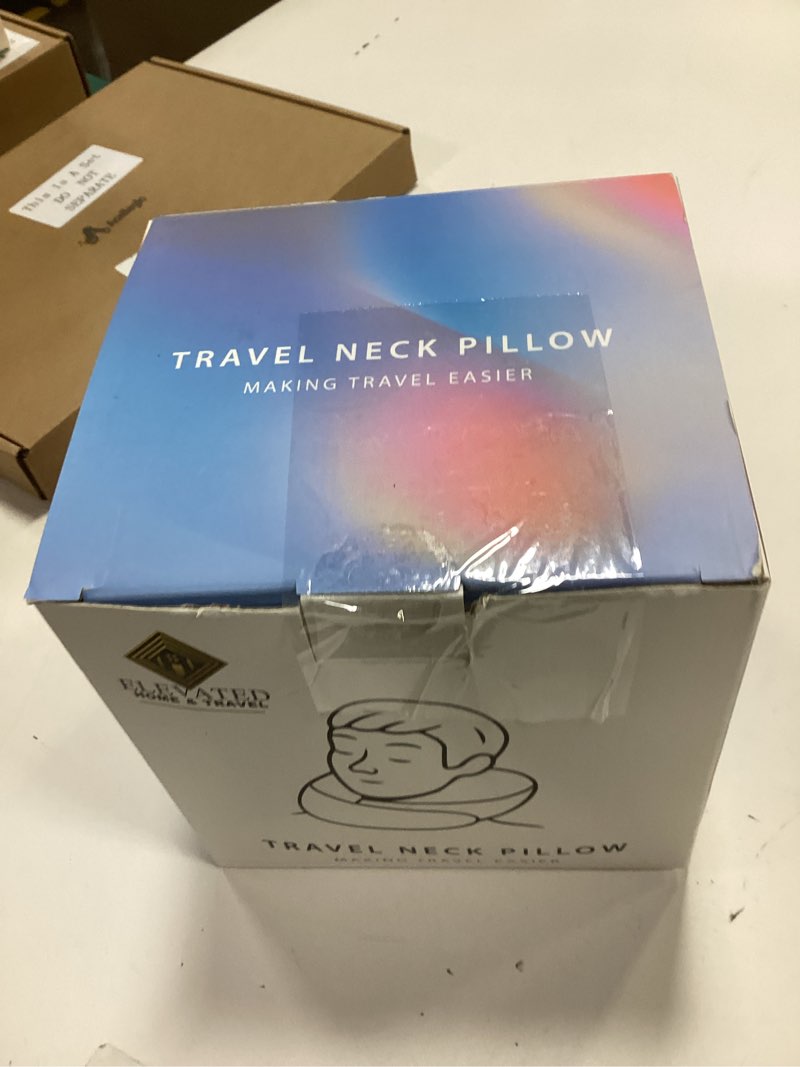 This Is A Set
DO NOT
SEPARATE
TRAVEL NECK PILLOW
MAKING TRAVEL EASIER
ELEVATED
HOME & TRAVEL
TRAVEL NECK PILLOW
MAKING TRAVEL EASIER